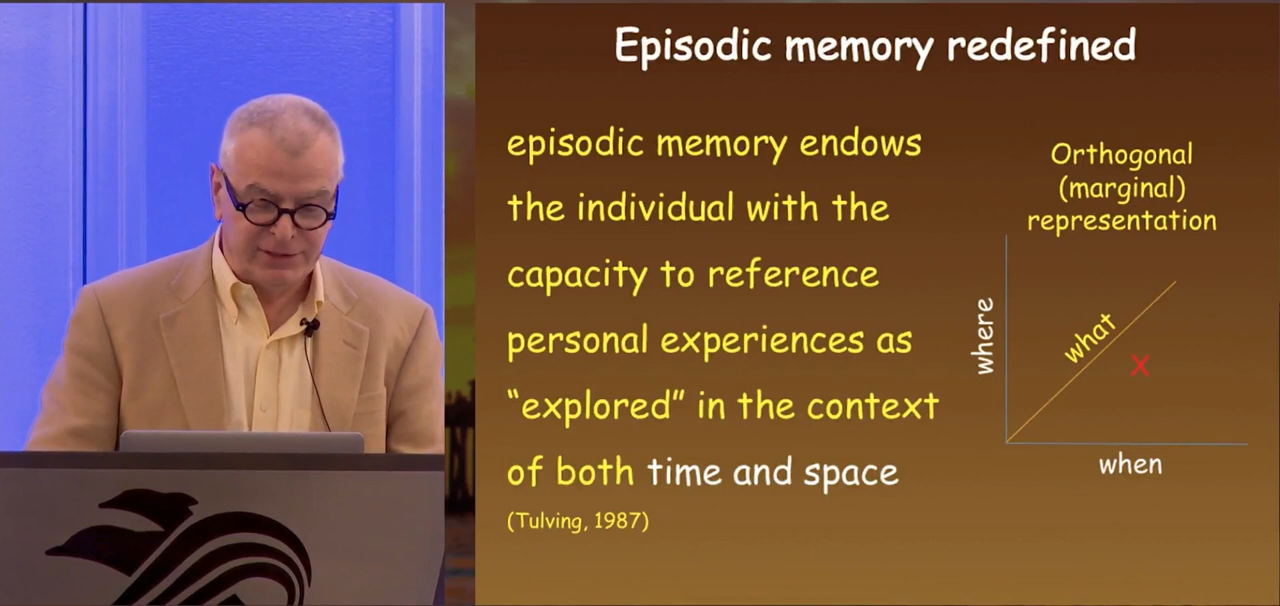 Episodic memory redefined
episodic memory endows
the individual with the
capacity to reference
personal experiences as
“explored” in the context
of both time and space
(Tulving, 1987)
Orthogonal
(marginal)
representation
where
what
X
when